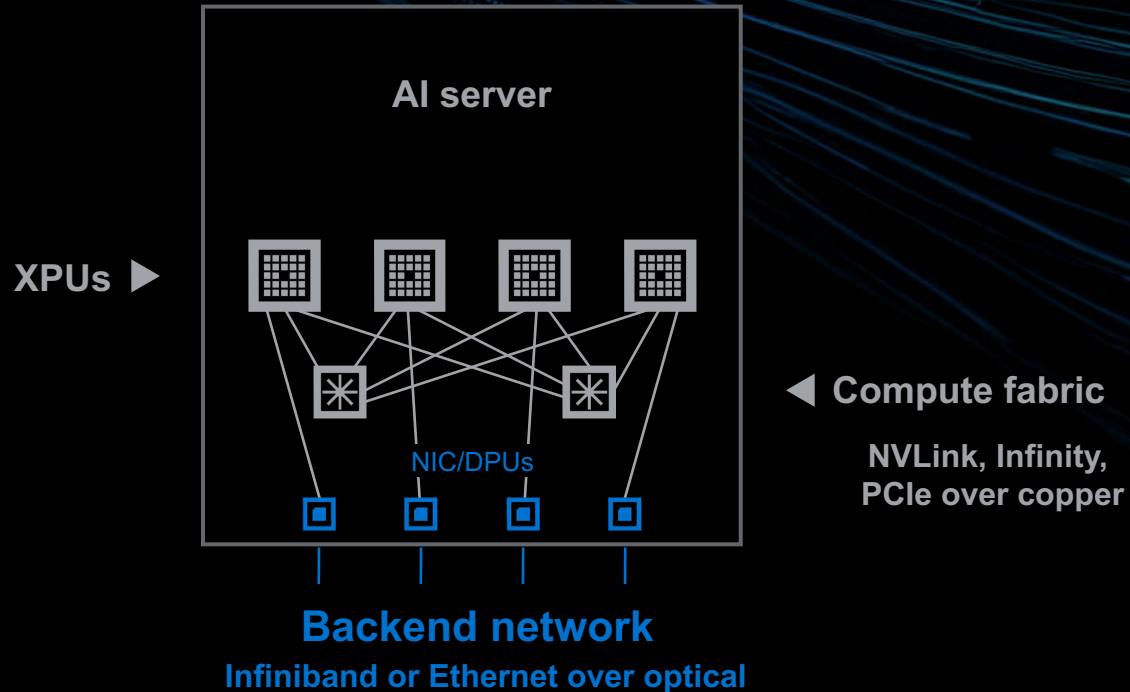 AI server
XPUs
Compute fabric
NVLink, Infinity,
PCIe over copper
NIC/DPUs
Backend network
Infiniband or Ethernet over optical